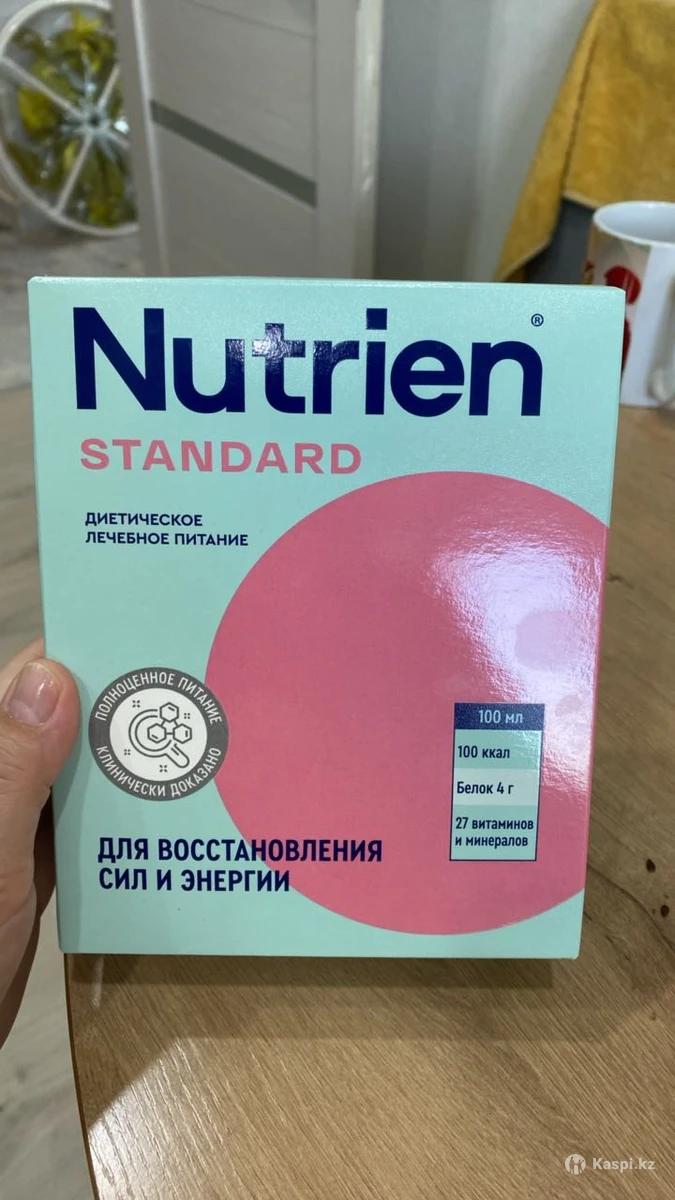 Nutrien®
STANDARD
ДИЕТИЧЕСКОЕ
ЛЕЧЕБНОЕ ПИТАНИЕ
ПОЛНОЦЕННОЕ ПИТАНИЕ
КЛИНИЧЕСКИ ДОКАЗАНО
100 мл
100 ккал
Белок 4 г
27 витаминов
и минералов
ДЛЯ ВОССТАНОВЛЕНИЯ
СИЛ И ЭНЕРГИИ
Kaspi.kz